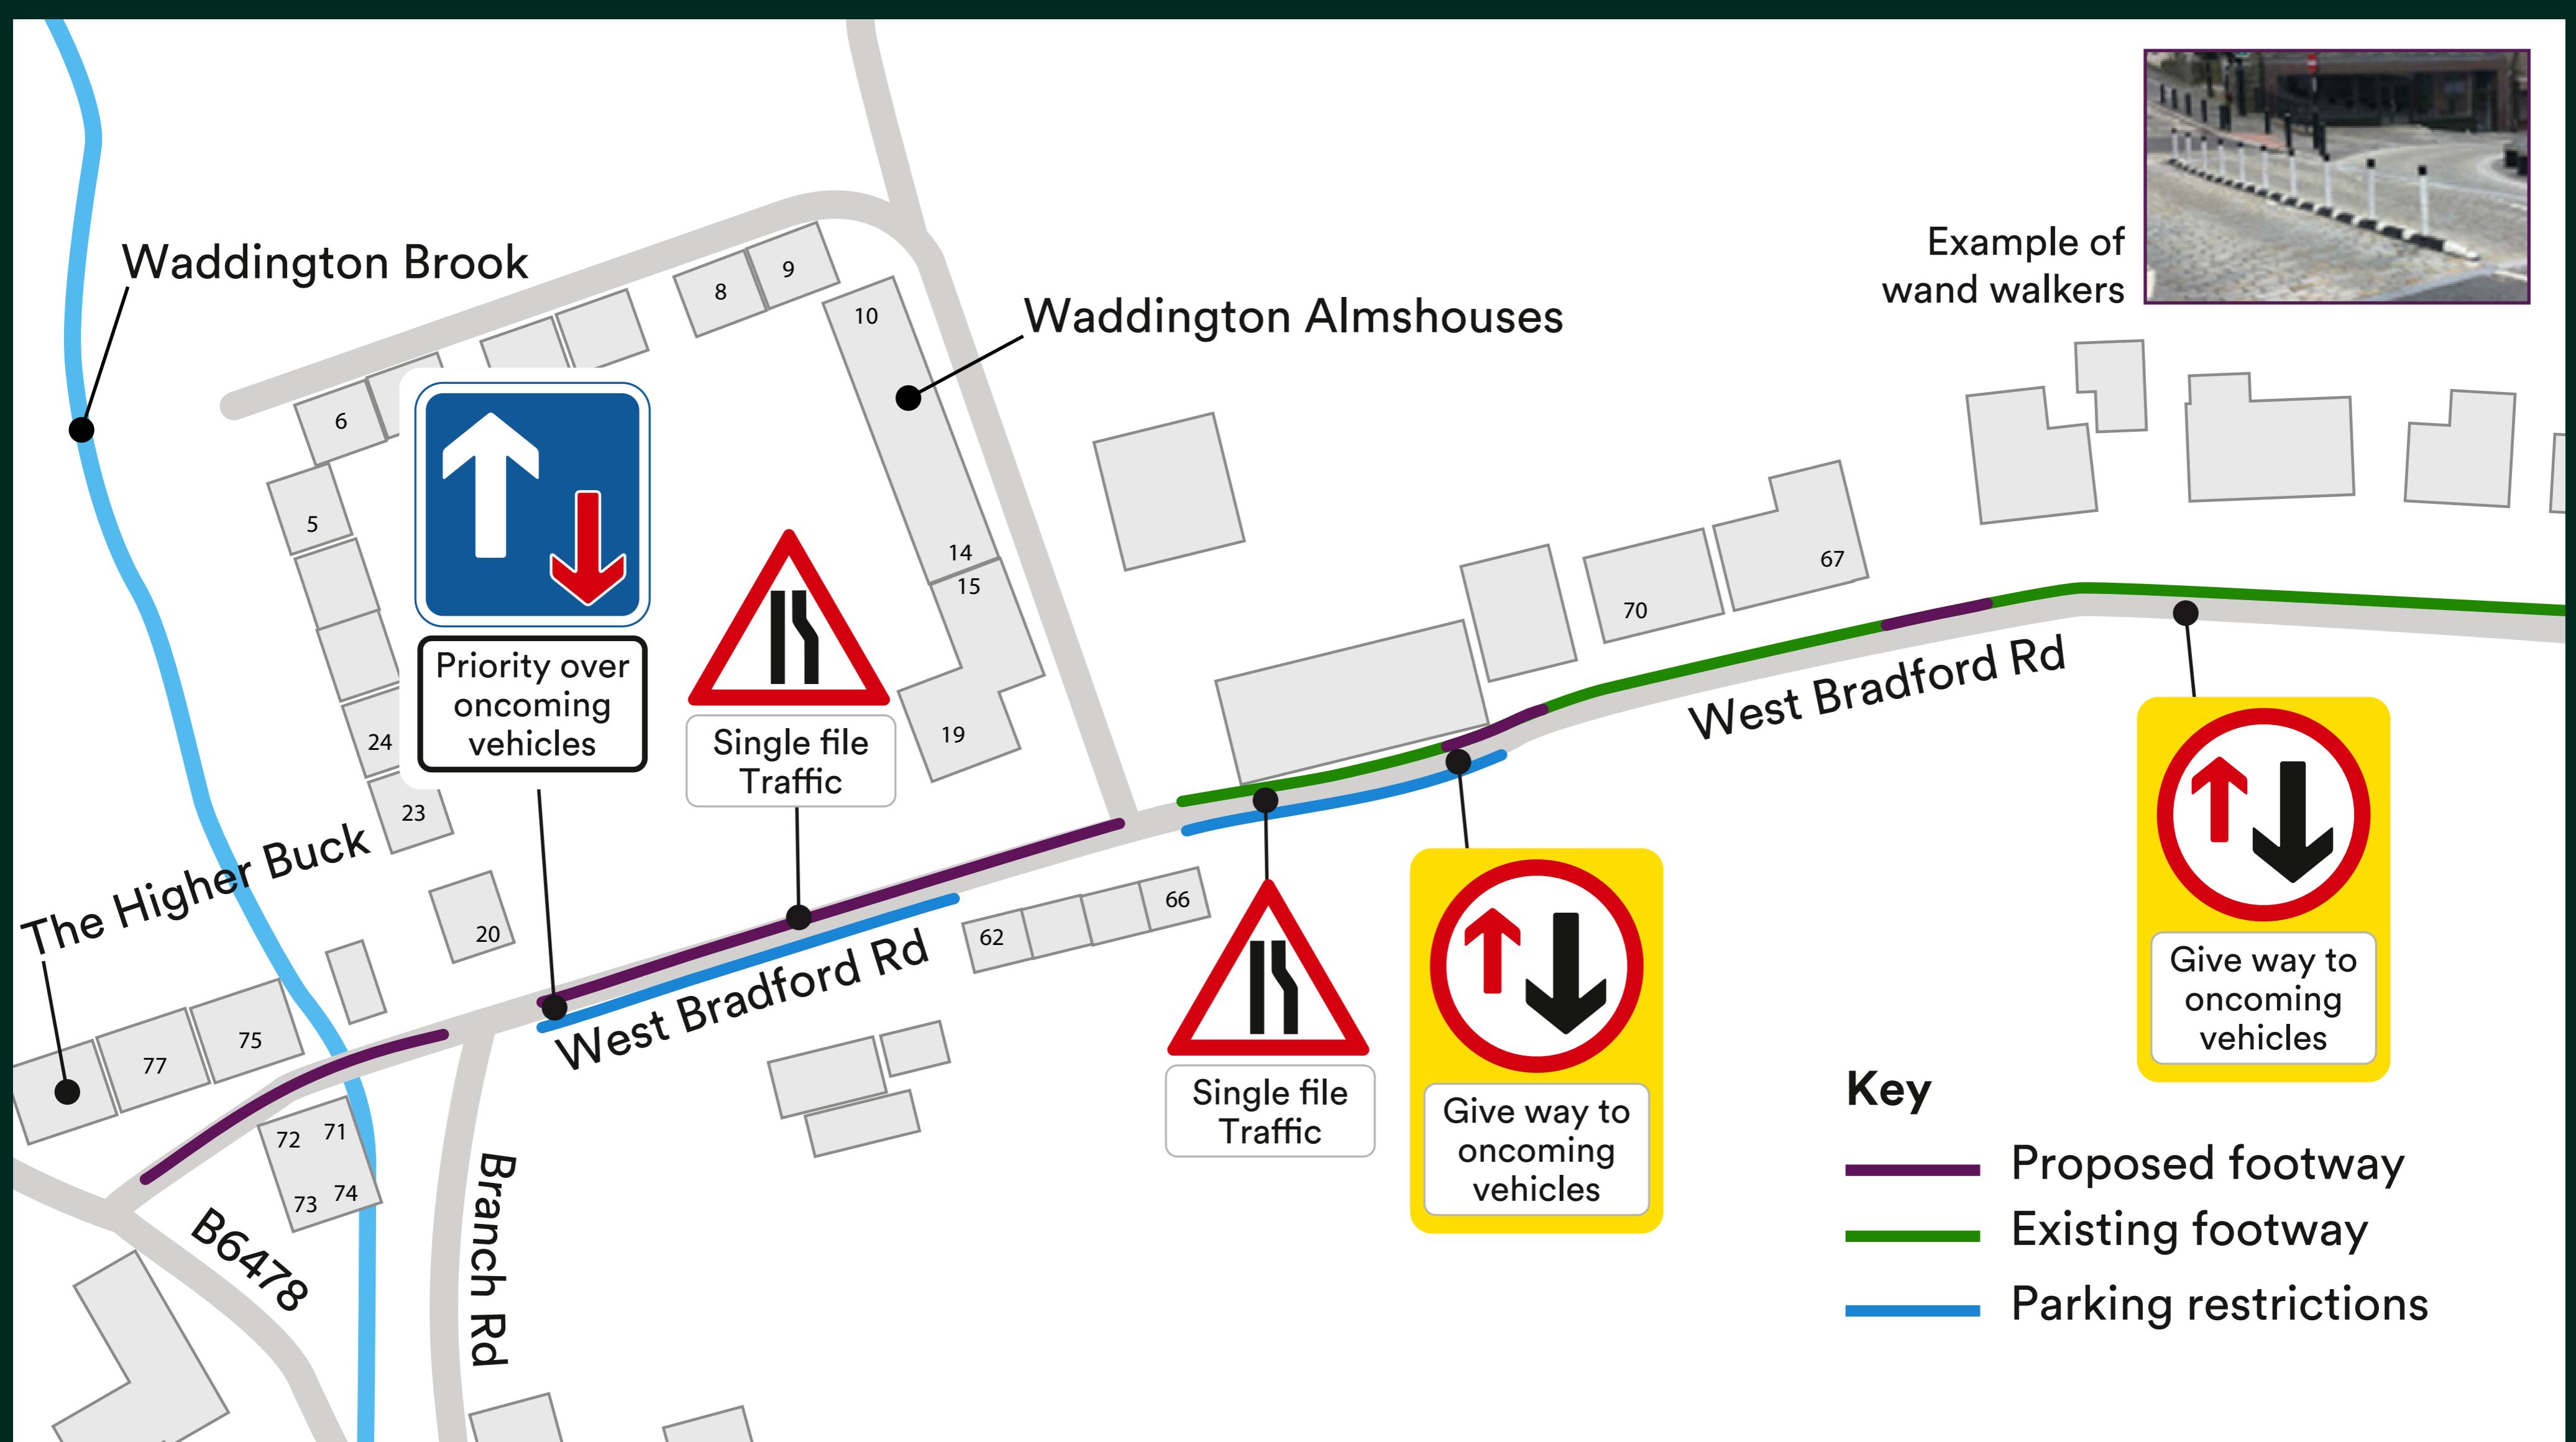 Example of
wand walkers
Waddington Brook
Waddington Almshouses
8
9
10
6
5
14
15
67
70
24
19
23
Priority over
oncoming
vehicles
Single file
Traffic
West Bradford Rd
The Higher Buck
20
62
66
West Bradford Rd
75
77
72
71
73
74
Single file
Traffic
Give way to
oncoming
vehicles
Give way to
oncoming
vehicles
B6478
Branch Rd
Key
Proposed footway
Existing footway
Parking restrictions